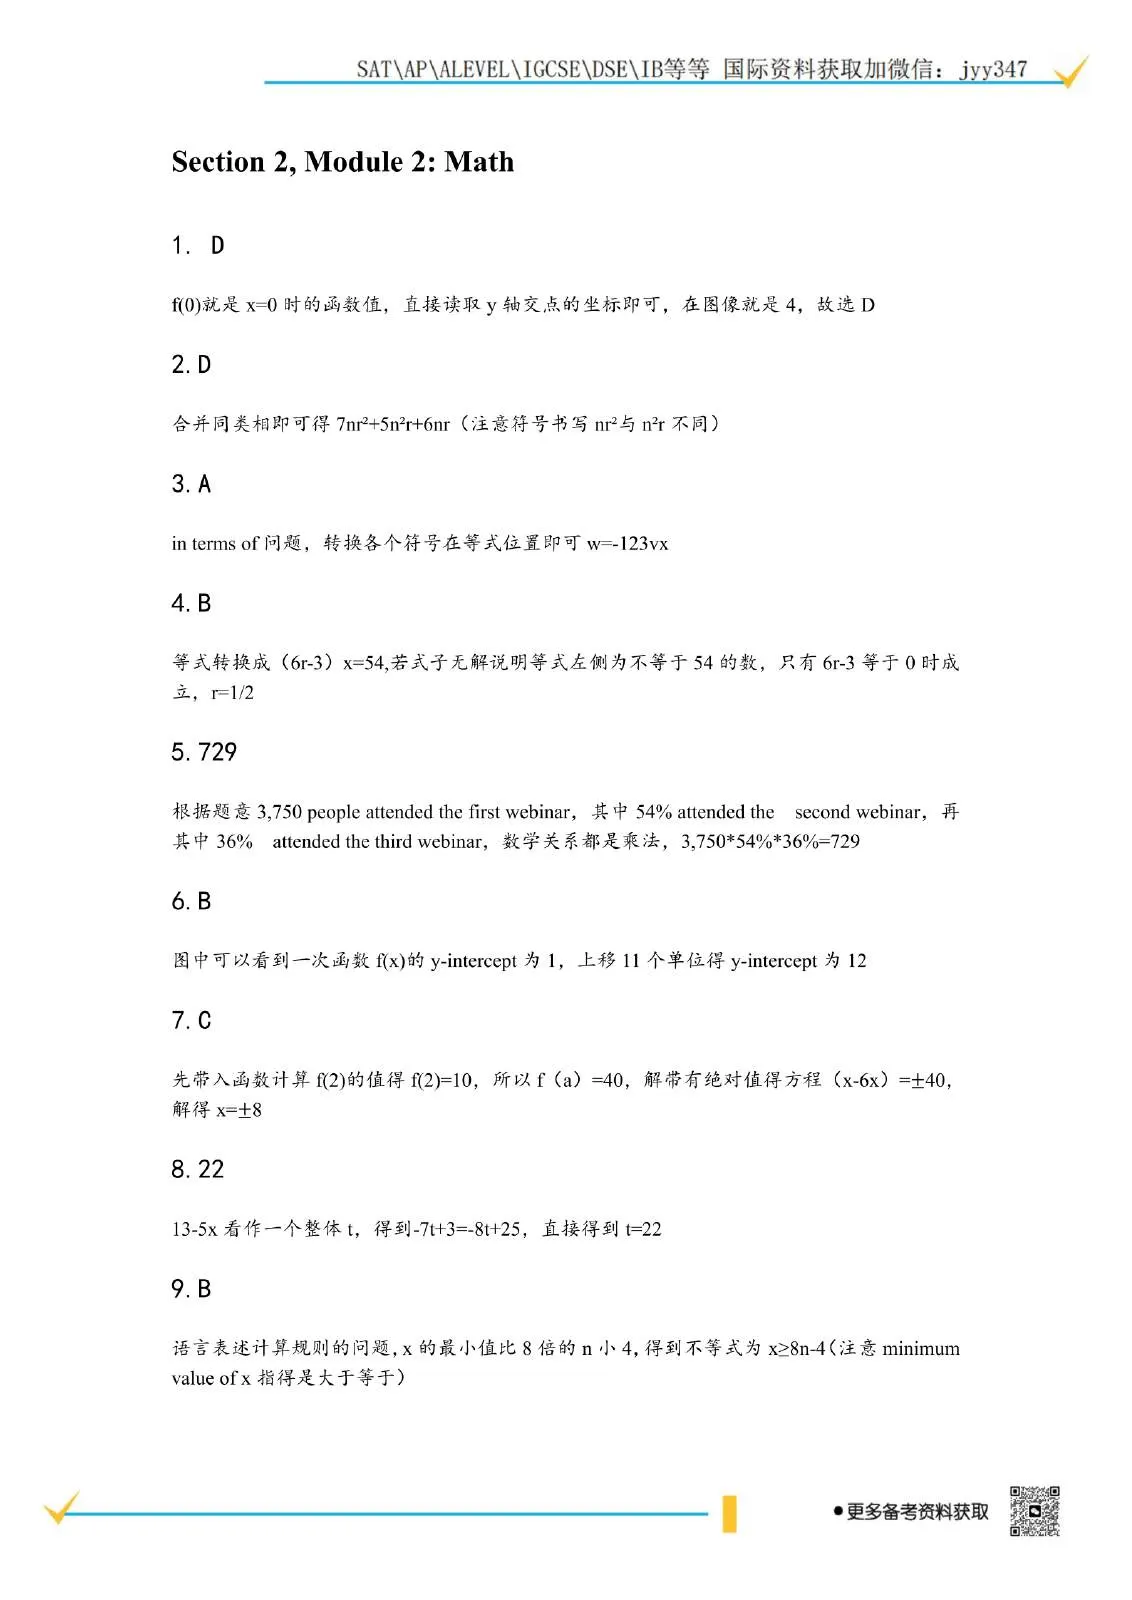 SAT\AP\ALEVEL\IGCSE\DSE\IB等等 国际资料获取加微信：jyy347
Section 2, Module 2: Math
1. D
f(0)就是 x=0 时的函数值，直接读取 y 轴交点的坐标即可，在图像就是 4，故选 D
2. D
合并同类相即可得 7nr²+5n²r+6nr（注意符号书写 nr²与 n²r 不同）
3. A
in terms of 问题，转换各个符号在等式位置即可 w=-123vx
4. B
等式转换成（6r-3）x=54,若式子无解说明等式左侧为不等于 54 的数，只有 6r-3 等于 0 时成
立，r=1/2
5. 729
根据题意 3,750 people attended the first webinar，其中 54% attended the second webinar，再
其中 36% attended the third webinar，数学关系都是乘法，3,750*54%*36%=729
6. B
图中可以看到一次函数 f(x)的 y-intercept 为 1，上移 11 个单位得 y-intercept 为 12
7. C
先带入函数计算 f(2)的值得 f(2)=10，所以 f（a）=40，解带有绝对值得方程（x-6x）=±40，
解得 x=±8
8. 22
13-5x 看作一个整体 t，得到-7t+3=-8t+25，直接得到 t=22
9. B
语言表述计算规则的问题, x 的最小值比 8 倍的 n 小 4, 得到不等式为 x≥8n-4（注意 minimum
value of x 指得是大于等于）
●更多备考资料获取